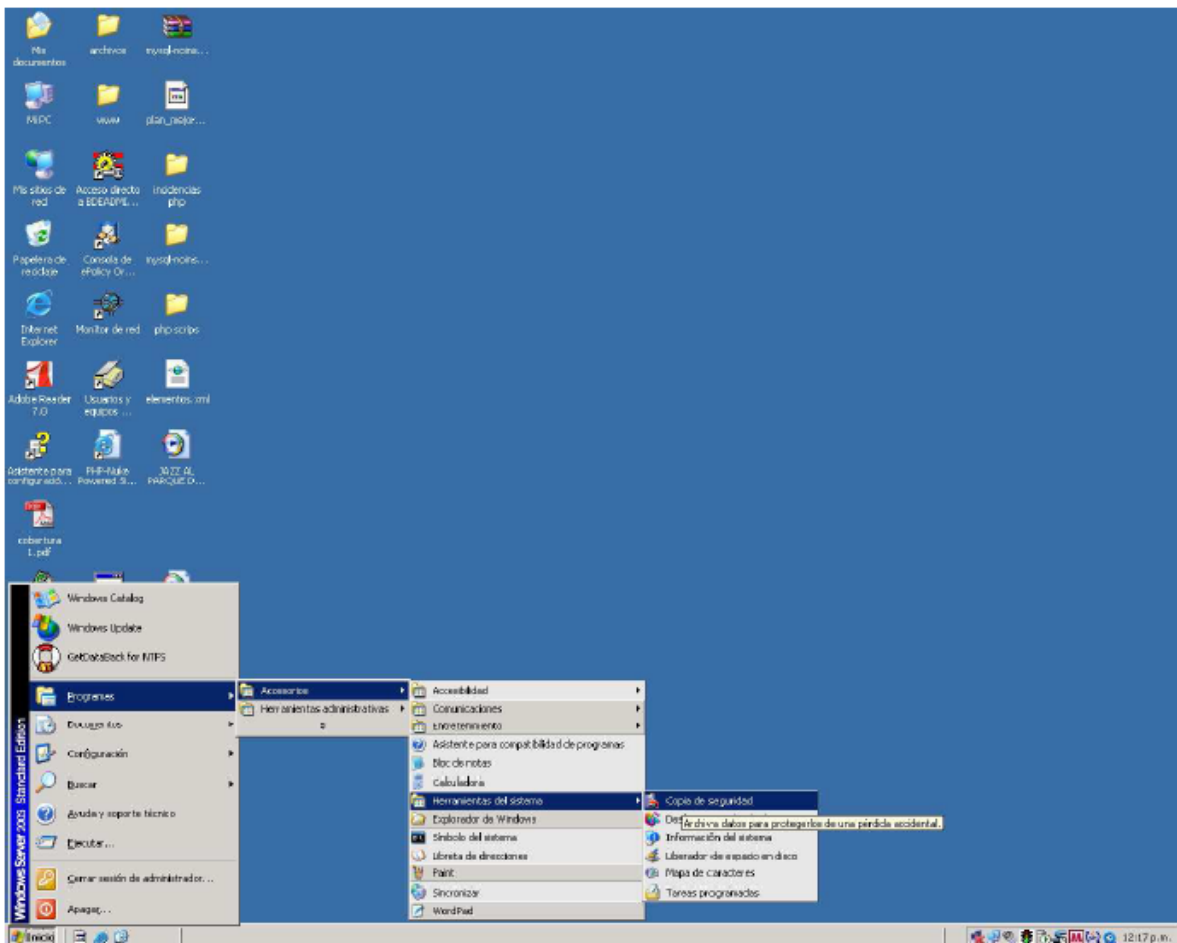 Mis
documentos
archivos
mysql-noins...
Mi PC
www
plan_mejor...
Mis sitios de
red
Acceso directo
a BDEADMI...
incidencias
php
Papelera de
reciclaje
Consola de
ePolicy Or...
mysql-noins...
Internet
Explorer
Monitor de red
php scrips
Adobe Reader
7.0
Usuarios y
equipos ...
elementos.xml
Asistente para
configuració...
PHP-Nuke
Powered Si...
JAZZ AL
PARQUE D...
cobertura
1.pdf
Windows Server 2003 Standard Edition
Windows Catalog
Windows Update
GetDataBack for NTFS
Programas
Documentos
Configuración
Buscar
Ayuda y soporte técnico
Ejecutar...
Cerrar sesión de administrador...
Apagar...
Accesorios
Herramientas administrativas
Accesibilidad
Comunicaciones
Entretenimiento
Asistente para compatibilidad de programas
Bloc de notas
Calculadora
Herramientas del sistema
Explorador de Windows
Símbolo del sistema
Libreta de direcciones
Paint
Sincronizar
WordPad
Copia de seguridad
Des
Archiva datos para protegerlos de una pérdida accidental.
Información del sistema
Liberador de espacio en disco
Mapa de caracteres
Tareas programadas
Inicio
12:17 p.m.